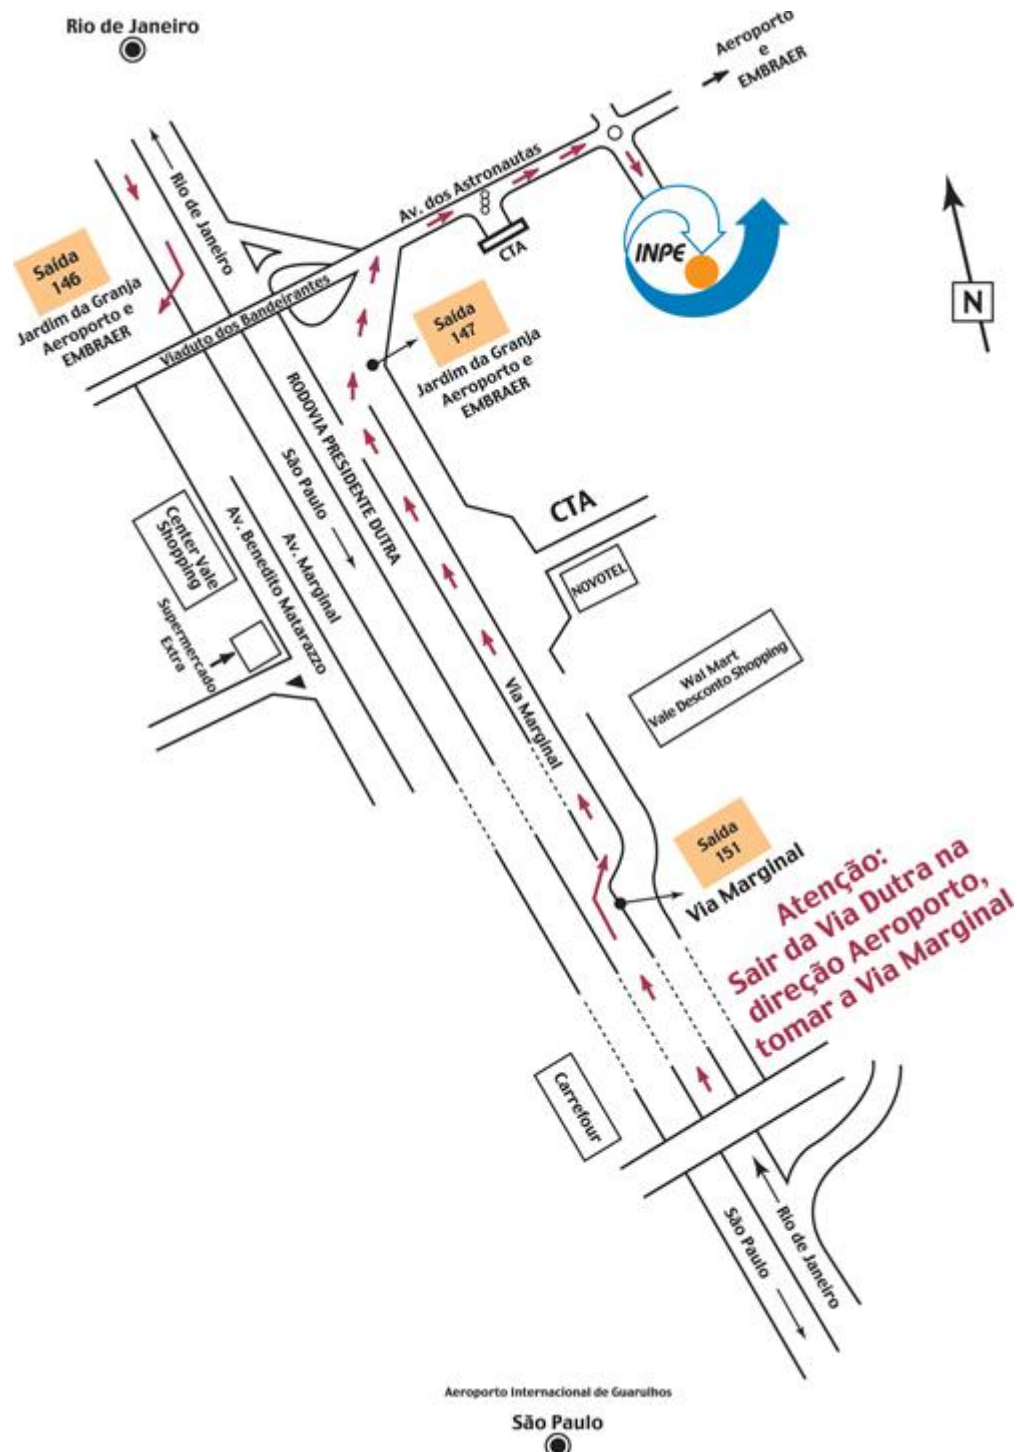 Rio de Janeiro
Aeroporto
e
EMBRAER
Rio de Janeiro
Av. dos Astronautas
CTA
INPE
N
Saída
146
Jardim da Granja
Aeroporto e
EMBRAER
Viaduto dos Bandeirantes
Saída
147
Jardim da Granja
Aeroporto e
EMBRAER
RODOVIA PRESIDENTE DUTRA
São Paulo
CTA
Center Vale
Shopping
Av. Benedito Matarazzo
Av. Marginal
NOVOTEL
Supermercado
Extra
Wal Mart
Vale Desconto Shopping
Via Marginal
Saída
151
Via Marginal
Atenção:
Sair da Via Dutra na
direção Aeroporto,
tomar a Via Marginal
Carrefour
São Paulo
Rio de Janeiro
Aeroporto Internacional de Guarulhos
São Paulo